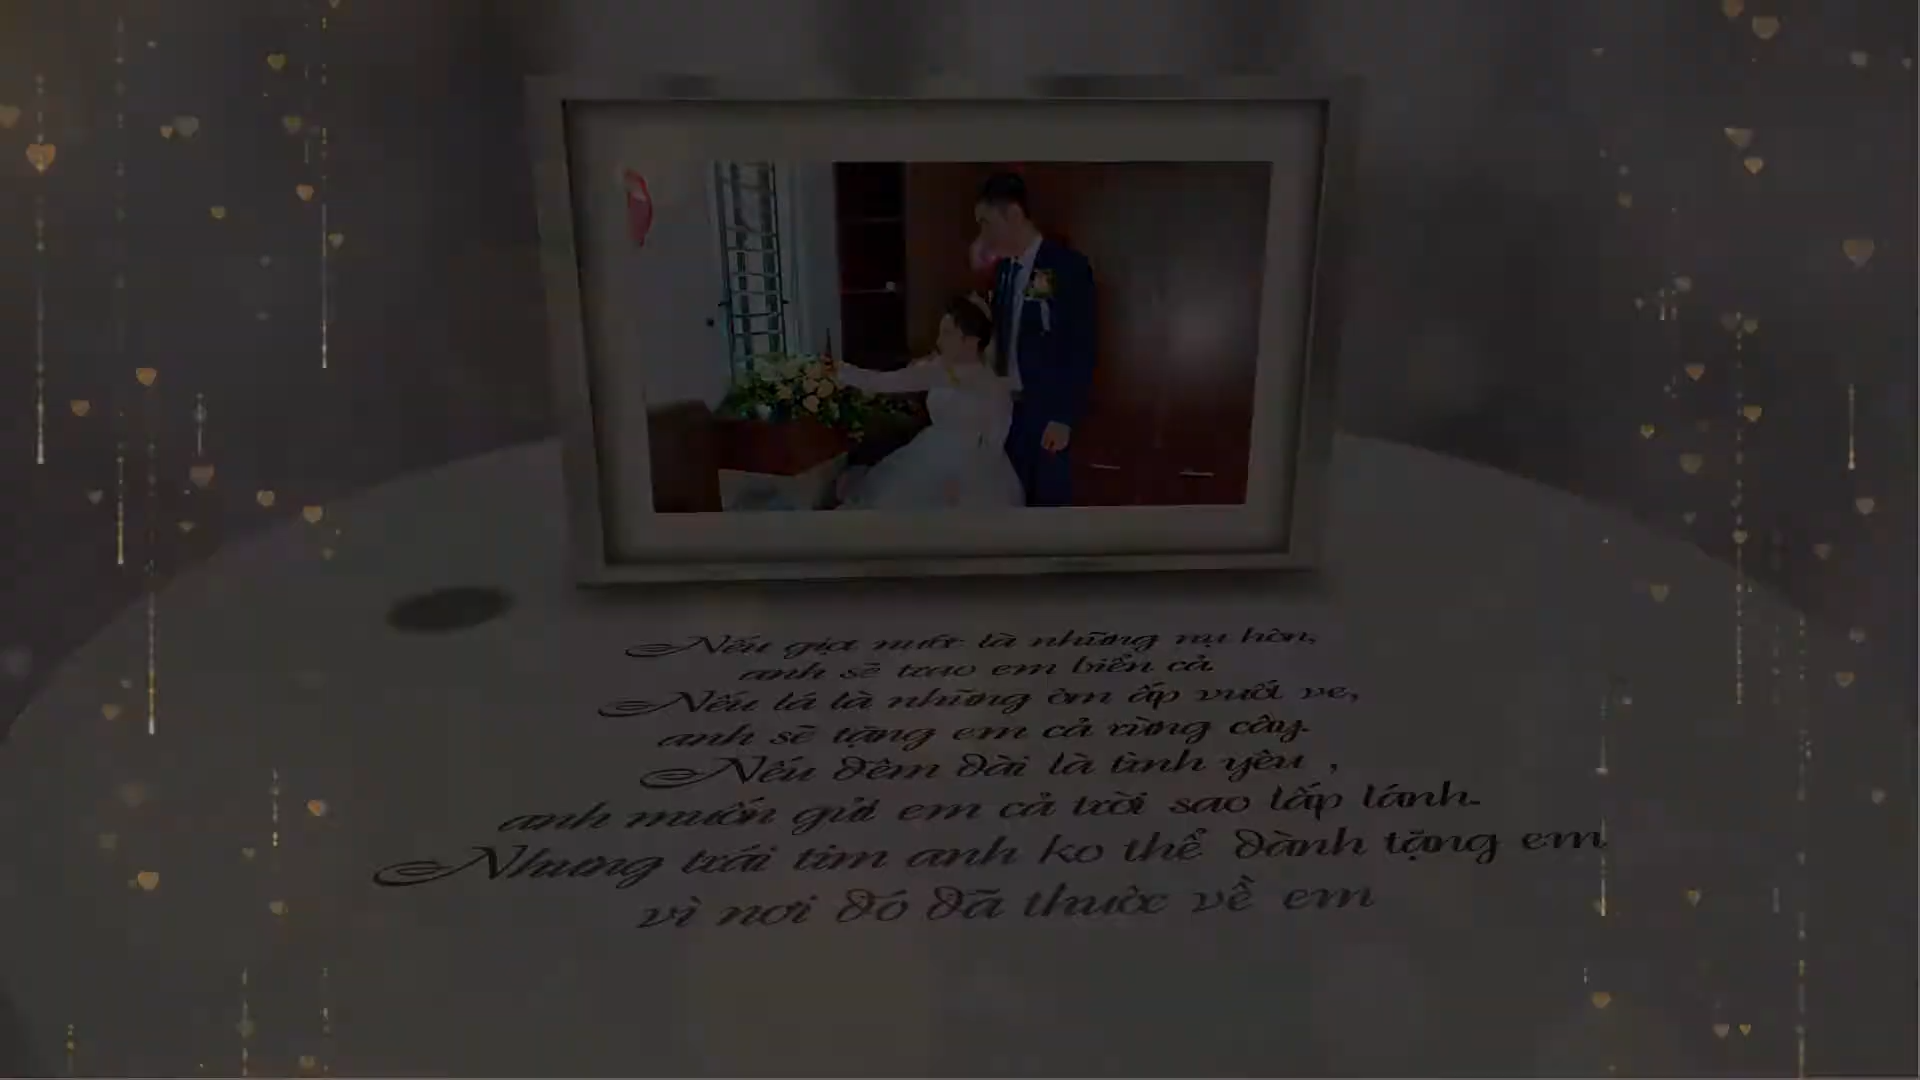 Nếu giọt nước là những nụ hôn,
anh sẽ trao em biển cả
Nếu lá là những ôm ấp vuốt ve,
anh sẽ tặng em cả rừng cây.
Nếu đêm dài là tình yêu ,
anh muốn gửi em cả trời sao lấp lánh.
Nhưng trái tim anh ko thể dành tặng em
vì nơi đó đã thuộc về em